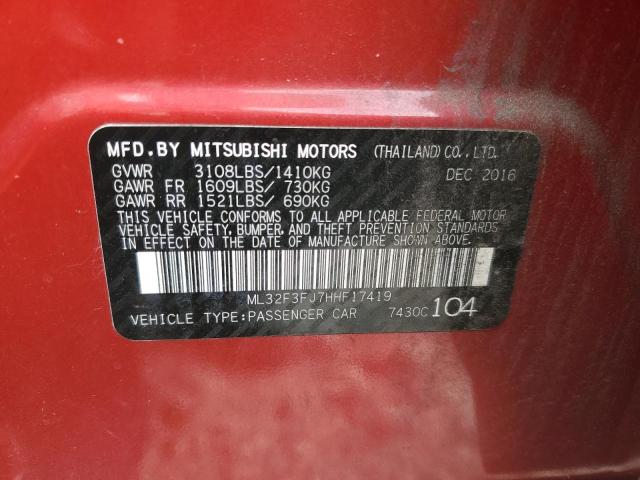 MFD.BY MITSUBISHI MOTORS (THAILAND)CO.,LTD.
GVWR 3108LBS/1410KG DEC 2016
GAWR FR 1609LBS/ 730KG
GAWR RR 1521LBS/ 690KG
THIS VEHICLE CONFORMS TO ALL APPLICABLE FEDERAL MOTOR
VEHICLE SAFETY, BUMPER, AND THEFT PREVENTION STANDARDS
IN EFFECT ON THE DATE OF MANUFACTURE SHOWN ABOVE.
ML32F3FJ7HHF17419
VEHICLE TYPE:PASSENGER CAR 7430C 104